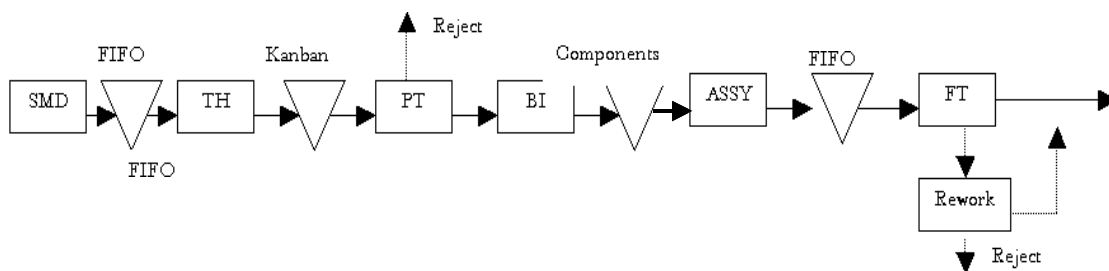 Reject
FIFO
Kanban
Components
FIFO
SMD
TH
PT
BI
ASSY
FT
FIFO
Rework
Reject